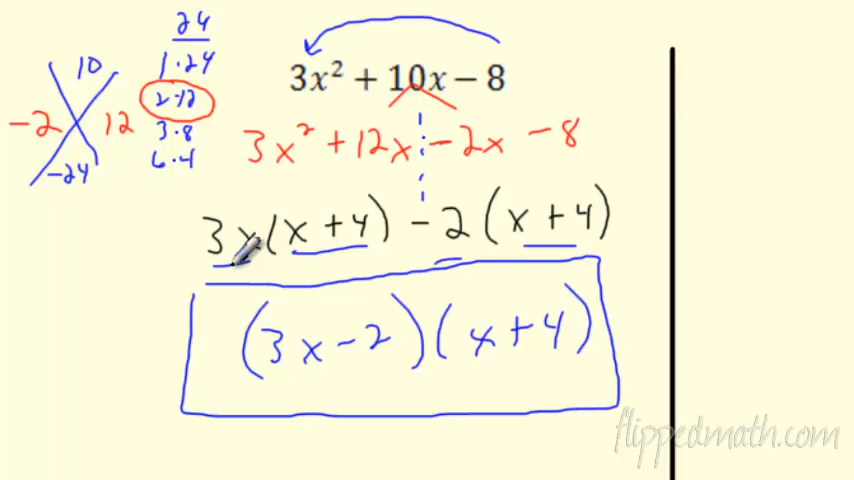 24
10
1·24
3x² + 10x − 8
2·12
-2
12
3·8
3x² + 12x - 2x - 8
6·4
-24
3x(x+4) - 2(x+4)
(3x-2)(x+4)
flippedmath.com